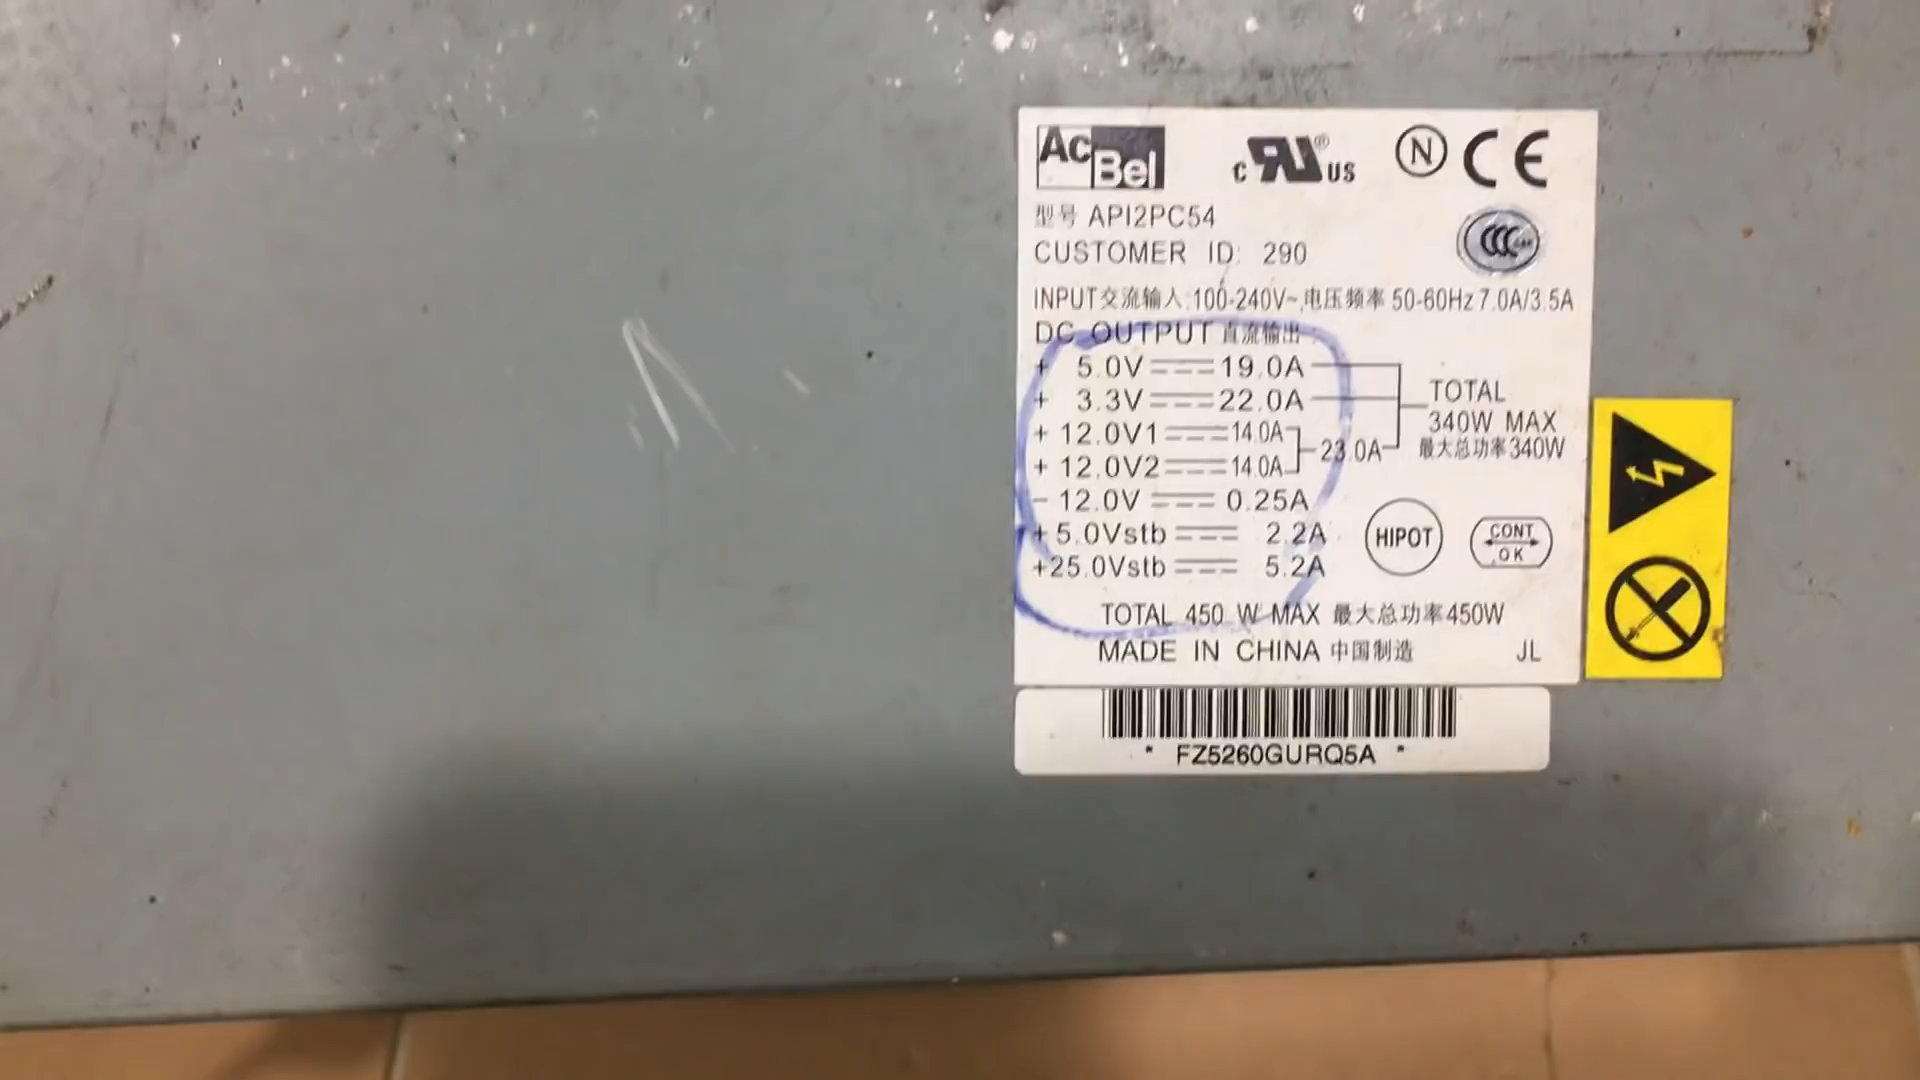 AcBel
c RU® US
N
CE
型号 API2PC54
CCC
CUSTOMER ID: 290
INPUT交流输入:100-240V~,电压频率 50-60Hz 7.0A/3.5A
DC OUTPUT 直流输出
+ 5.0V 19.0A
+ 3.3V 22.0A
+ 12.0V1 14.0A
+ 12.0V2 14.0A
23.0A
TOTAL
340W MAX
最大总功率340W
- 12.0V 0.25A
+ 5.0Vstb 2.2A
+25.0Vstb 5.2A
HIPOT
CONT
OK
TOTAL 450 W MAX 最大总功率450W
MADE IN CHINA 中国制造 JL
* FZ5260GURQ5A *